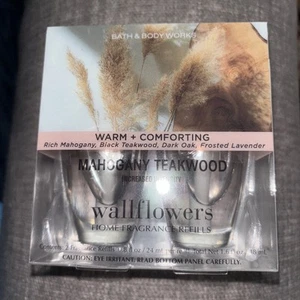 BATH & BODY WORKS
WARM + COMFORTING
Rich Mahogany, Black Teakwood, Dark Oak, Frosted Lavender
MAHOGANY TEAKWOOD
wallflowers
HOME FRAGRANCE REFILLS
CAUTION: EYE IRRITANT. READ BOTTOM PANEL CAREFULLY.